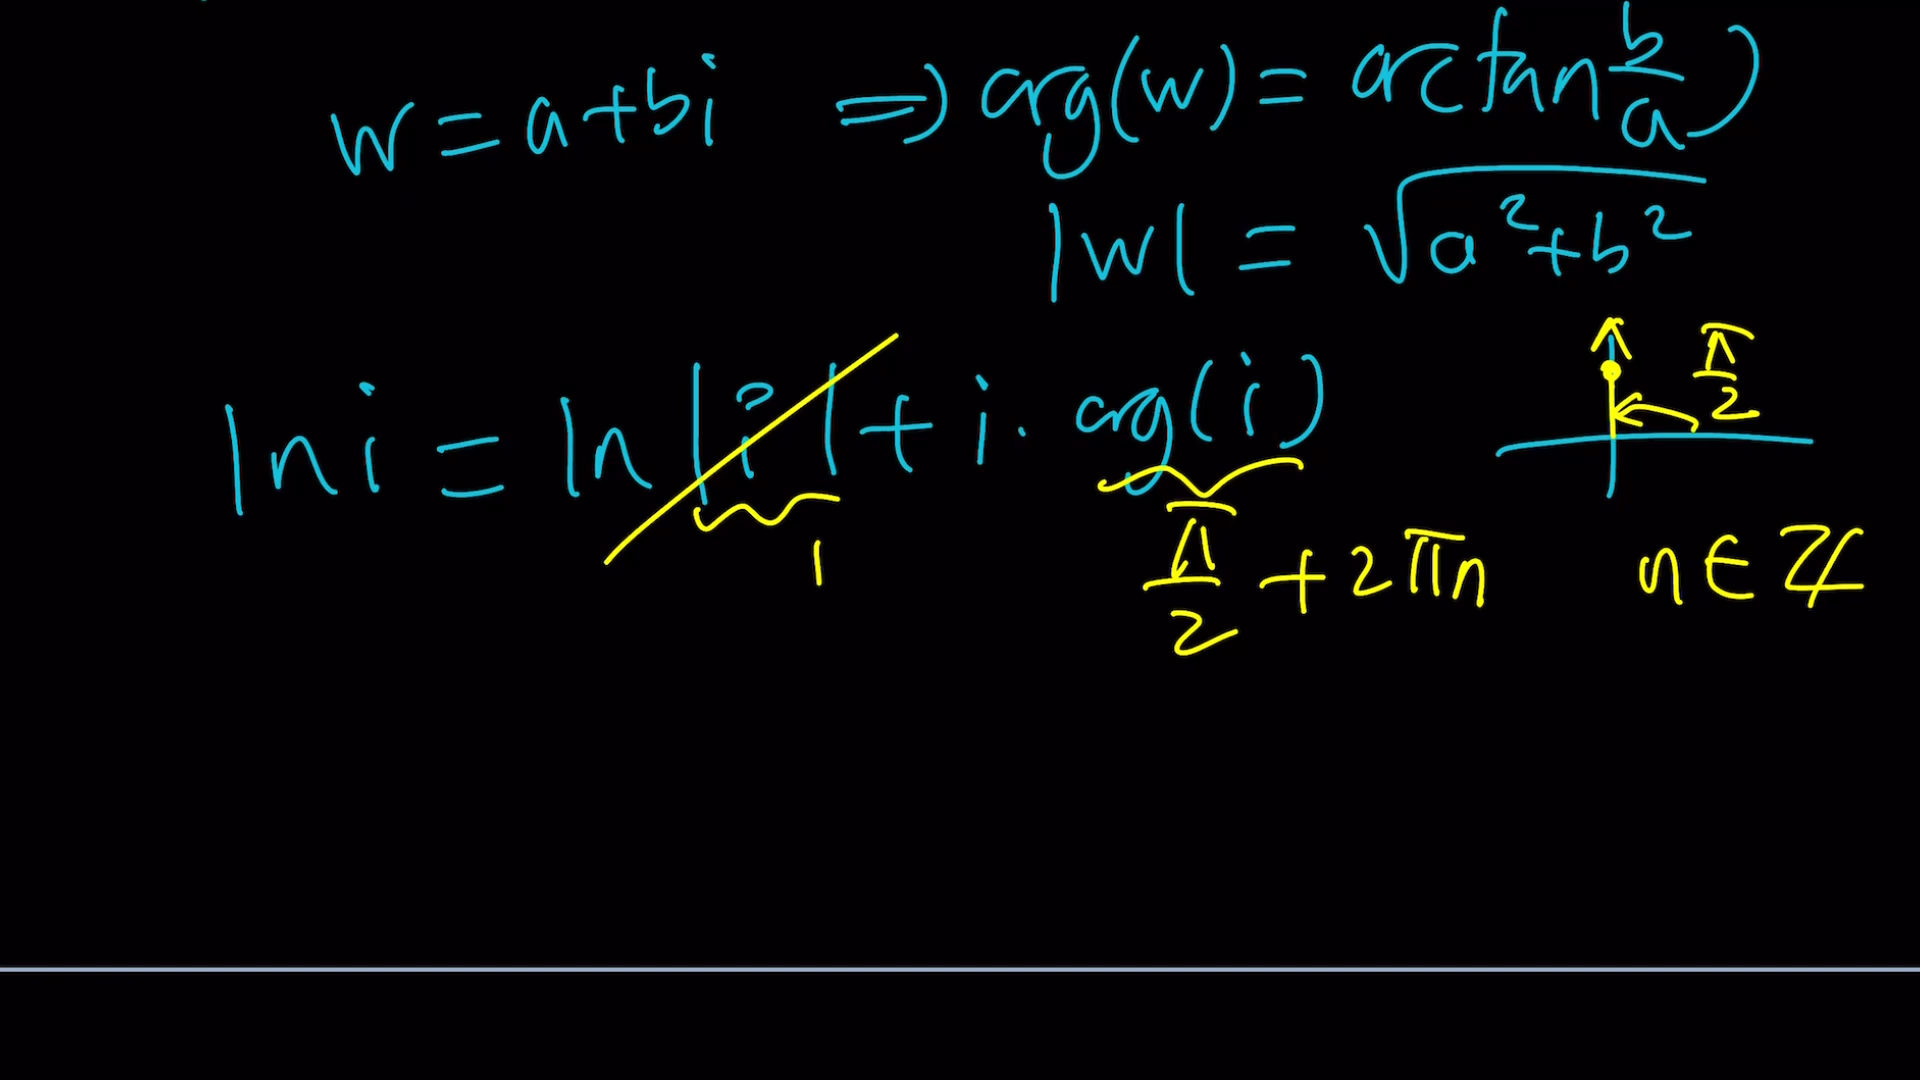 w = a+bi ⇒ arg(w) = arctan b/a)
|w| = √(a²+b²)
ln i = ln|i| + i · arg(i)
π/2
1
π/2 + 2πn n∈ℤ